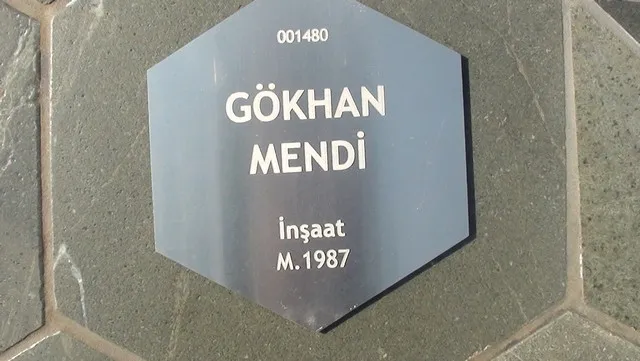 001480
GÖKHAN
MENDİ
İnşaat
M.1987